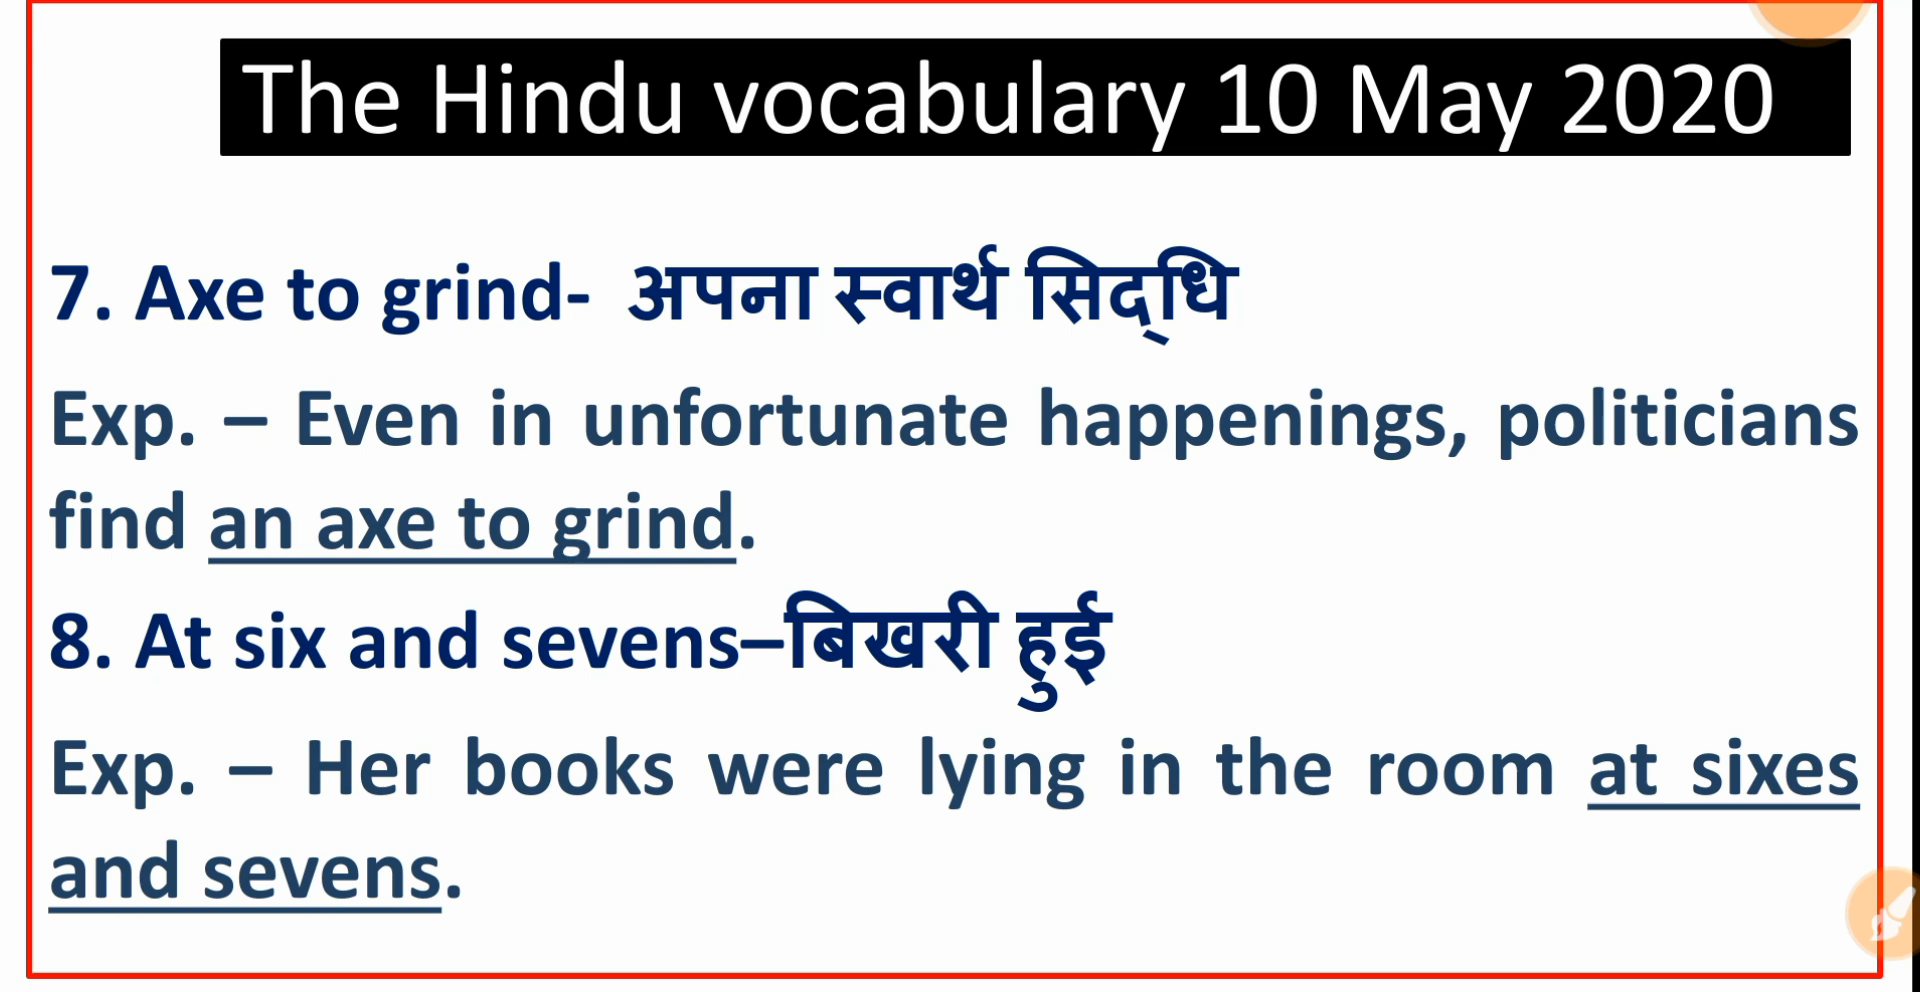 The Hindu vocabulary 10 May 2020
7. Axe to grind- अपना स्वार्थ सिद्धि
Exp. – Even in unfortunate happenings, politicians
find an axe to grind.
8. At six and sevens–बिखरी हुई
Exp. – Her books were lying in the room at sixes
and sevens.